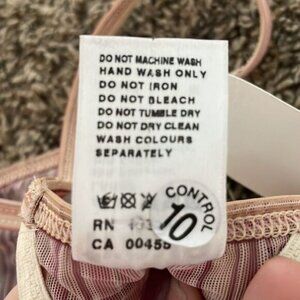 DO NOT MACHINE WASH
HAND WASH ONLY
DO NOT IRON
DO NOT BLEACH
DO NOT TUMBLE DRY
DO NOT DRY CLEAN
WASH COLOURS
SEPARATELY
CONTROL
10
RN
CA 00455